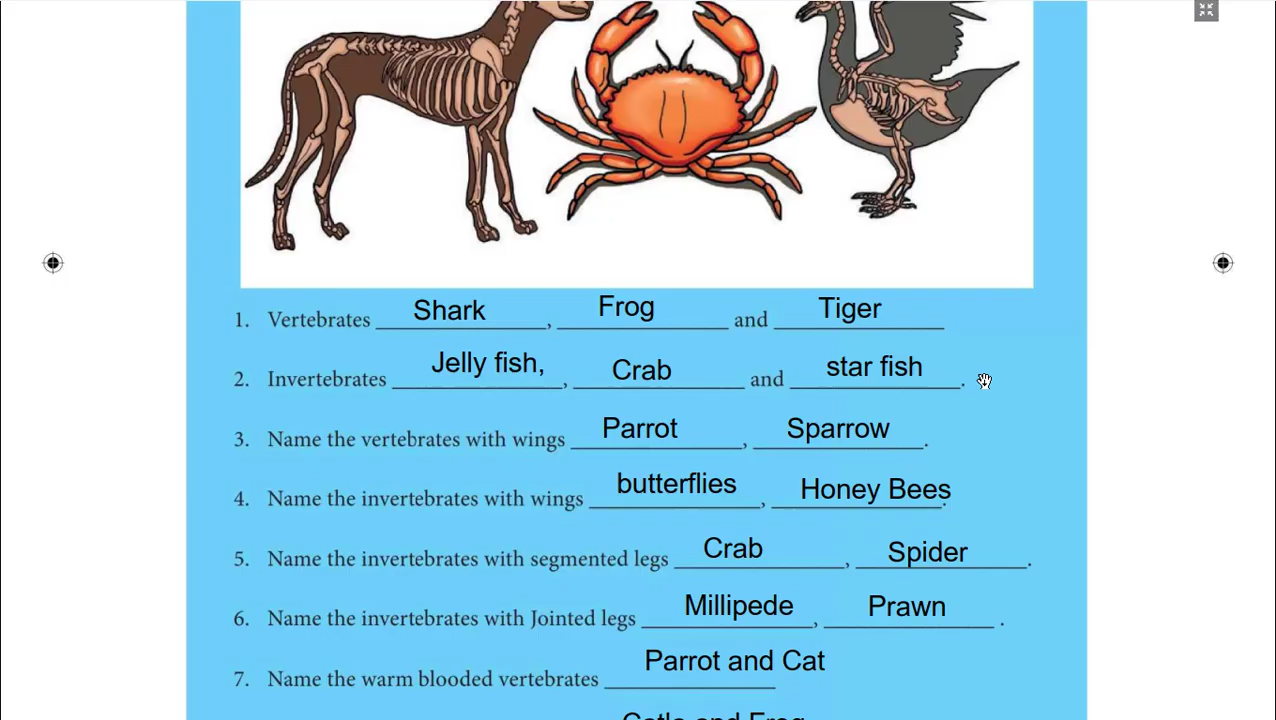 1. Vertebrates Shark, Frog and Tiger
2. Invertebrates Jelly fish,, Crab and star fish.
3. Name the vertebrates with wings Parrot, Sparrow.
4. Name the invertebrates with wings butterflies, Honey Bees.
5. Name the invertebrates with segmented legs Crab, Spider.
6. Name the invertebrates with Jointed legs Millipede, Prawn.
7. Name the warm blooded vertebrates Parrot and Cat
and